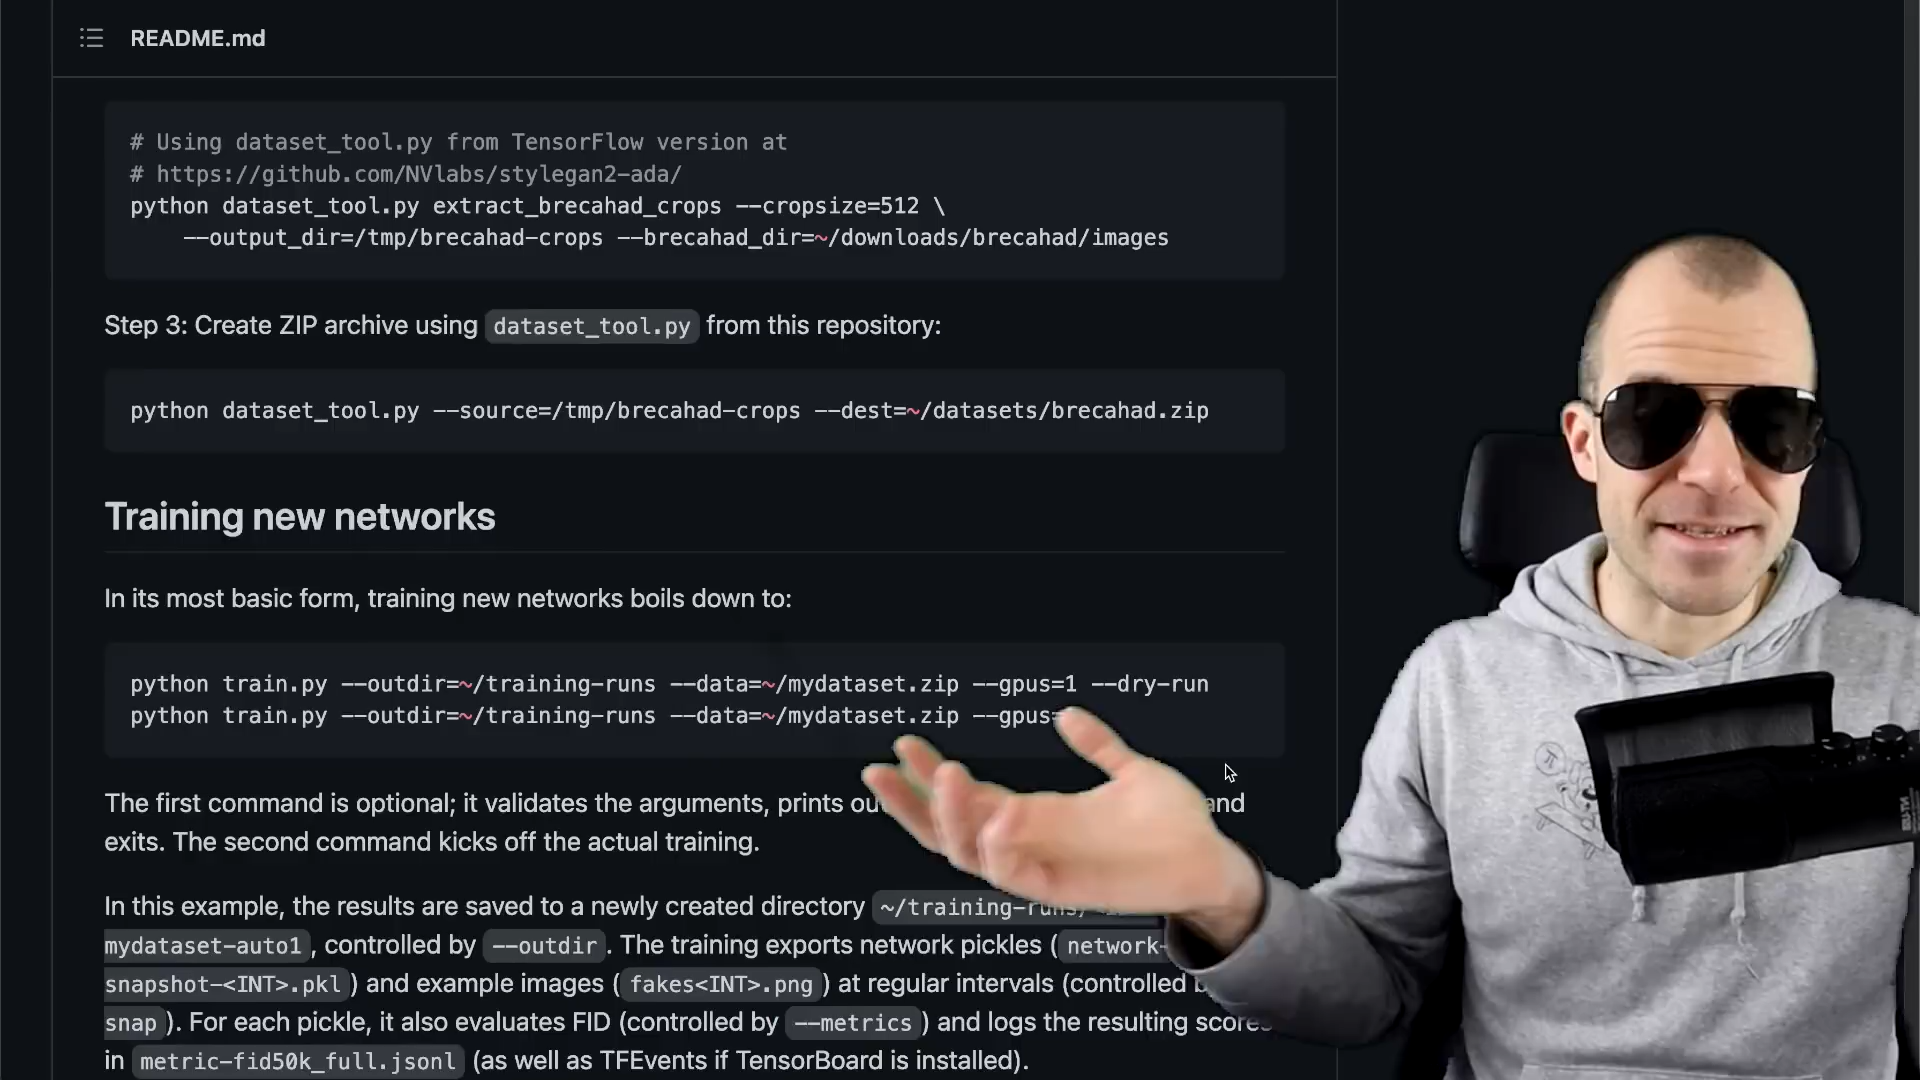 README.md
# Using dataset_tool.py from TensorFlow version at
# https://github.com/NVlabs/stylegan2-ada/
python dataset_tool.py extract_brecahad_crops --cropsize=512 \
--output_dir=/tmp/brecahad-crops --brecahad_dir=~/downloads/brecahad/images
Step 3: Create ZIP archive using dataset_tool.py from this repository:
python dataset_tool.py --source=/tmp/brecahad-crops --dest=~/datasets/brecahad.zip
Training new networks
In its most basic form, training new networks boils down to:
python train.py --outdir=~/training-runs --data=~/mydataset.zip --gpus=1 --dry-run
python train.py --outdir=~/training-runs --data=~/mydataset.zip --gpus=
The first command is optional; it validates the arguments, prints and
exits. The second command kicks off the actual training.
In this example, the results are saved to a newly created directory ~/training-runs/
mydataset-auto1, controlled by --outdir. The training exports network pickles (network-
snapshot-<INT>.pkl) and example images (fakes<INT>.png) at regular intervals (controlled
snap). For each pickle, it also evaluates FID (controlled by --metrics) and logs the resulting scores
in metric-fid50k_full.jsonl (as well as TFEvents if TensorBoard is installed).
π